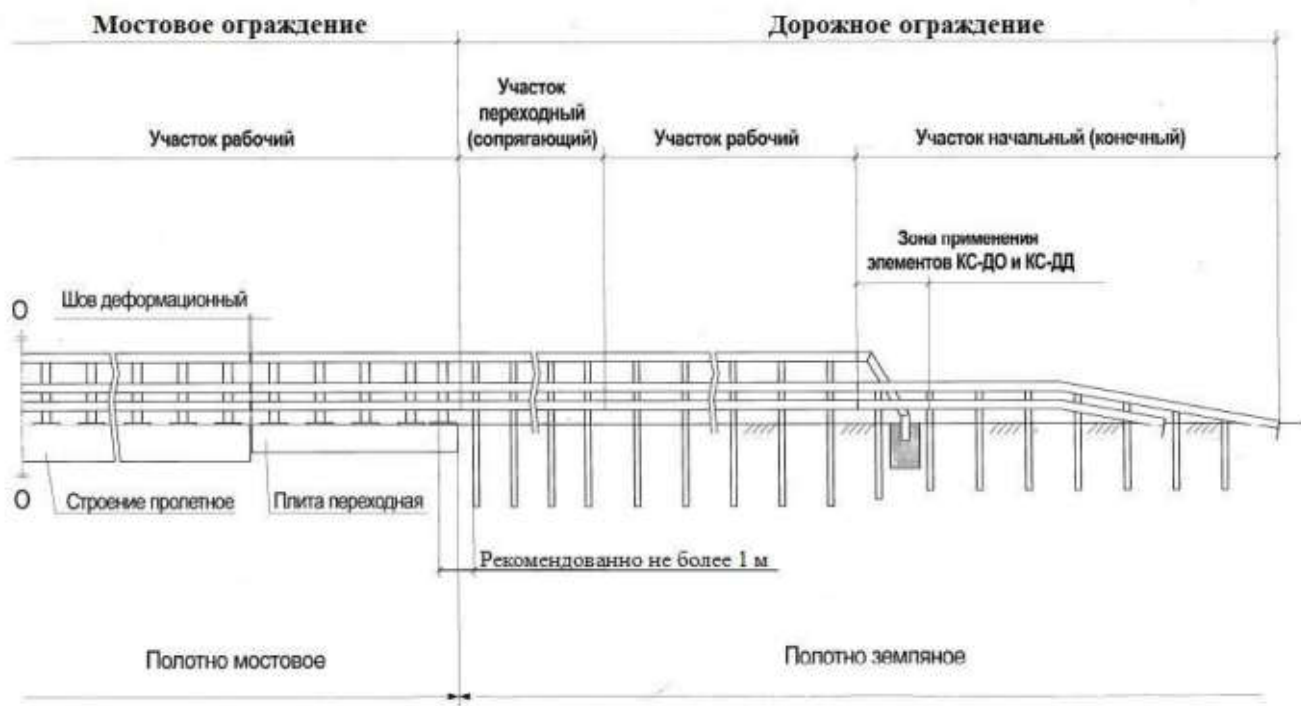 Мостовое ограждение
Дорожное ограждение
Участок рабочий
Участок
переходный
(сопрягающий)
Участок рабочий
Участок начальный (конечный)
Зона применения
элементов КС-ДО и КС-ДД
Шов деформационный
О
О
Строение пролетное
Плита переходная
Рекомендованно не более 1 м
Полотно мостовое
Полотно земляное